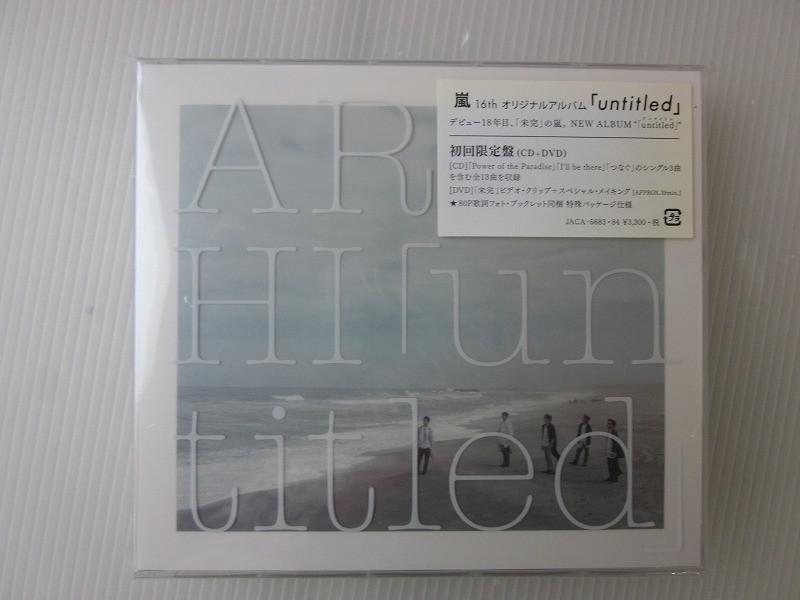 AR
HI「un
titled」
嵐 16th オリジナルアルバム「untitled」
デビュー18年目、「未完」の嵐。NEW ALBUM“「untitled」”
初回限定盤 (CD+DVD)
[CD]「Power of the Paradise」「I'll be there」「つなぐ」のシングル3曲
を含む全13曲を収録
[DVD]「未完」ビデオ・クリップ+スペシャル・メイキング
★80P歌詞フォト・ブックレット同梱 特殊パッケージ仕様
JACA-5683・84 ¥3,300+税
プラ